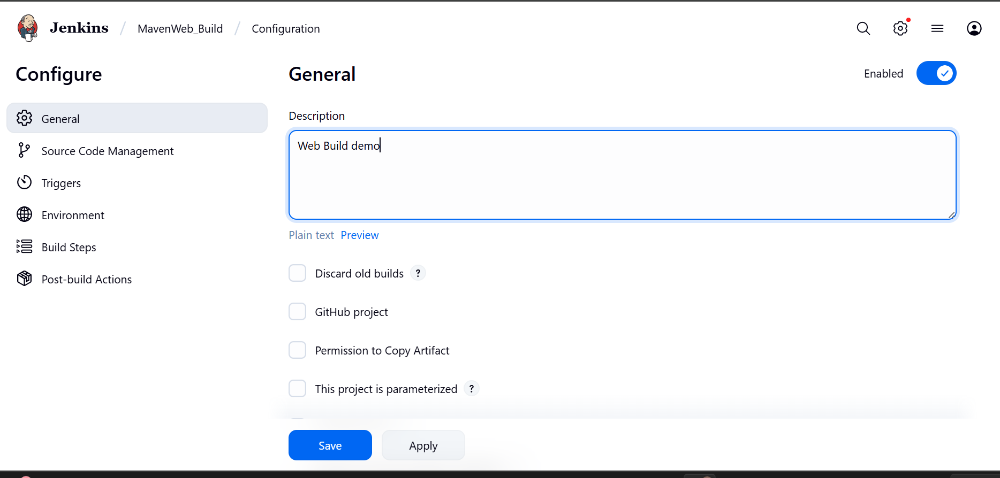 Jenkins / MavenWeb_Build / Configuration
Configure
General
Source Code Management
Triggers
Environment
Build Steps
Post-build Actions
General
Enabled
Description
Web Build demo
Plain text Preview
Discard old builds ?
GitHub project
Permission to Copy Artifact
This project is parameterized ?
Save
Apply